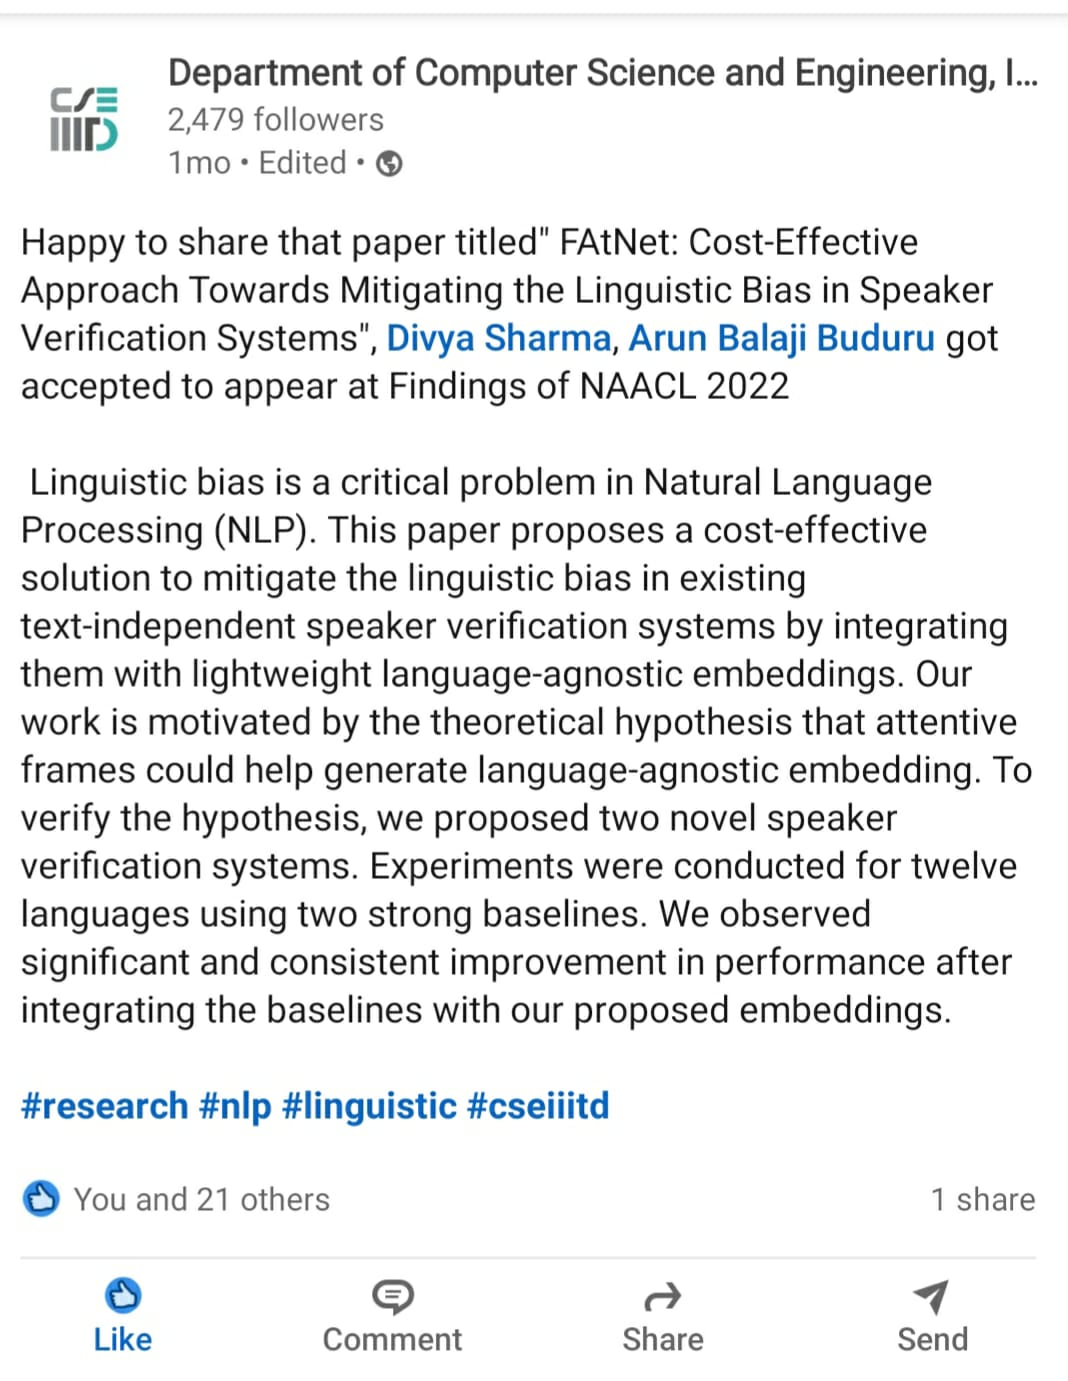 CSE
IIITD
Department of Computer Science and Engineering, I...
2,479 followers
1mo • Edited •
Happy to share that paper titled" FAtNet: Cost-Effective
Approach Towards Mitigating the Linguistic Bias in Speaker
Verification Systems", Divya Sharma, Arun Balaji Buduru got
accepted to appear at Findings of NAACL 2022
Linguistic bias is a critical problem in Natural Language
Processing (NLP). This paper proposes a cost-effective
solution to mitigate the linguistic bias in existing
text-independent speaker verification systems by integrating
them with lightweight language-agnostic embeddings. Our
work is motivated by the theoretical hypothesis that attentive
frames could help generate language-agnostic embedding. To
verify the hypothesis, we proposed two novel speaker
verification systems. Experiments were conducted for twelve
languages using two strong baselines. We observed
significant and consistent improvement in performance after
integrating the baselines with our proposed embeddings.
#research #nlp #linguistic #cseiiitd
You and 21 others 1 share
Like Comment Share Send